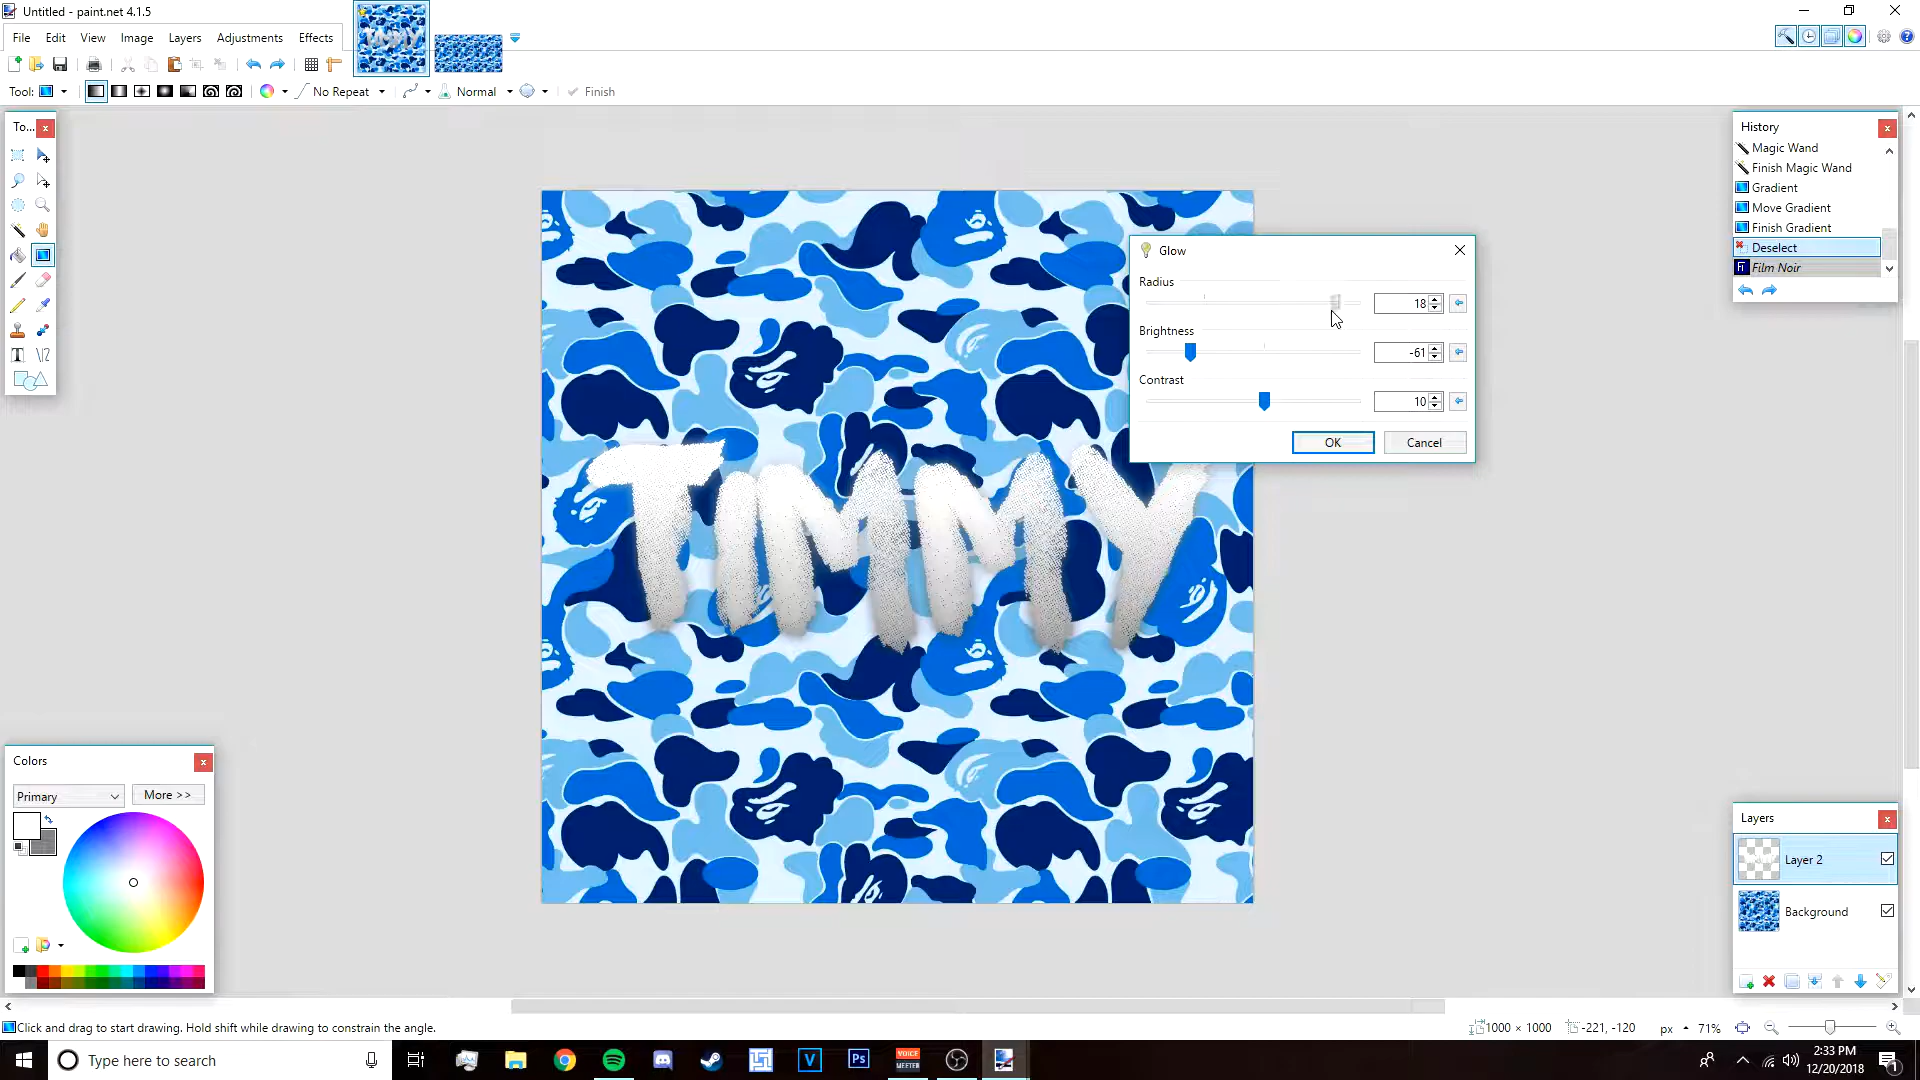 Untitled - paint.net 4.1.5
File Edit View Image Layers Adjustments Effects
Tool: No Repeat Normal Finish
To...
History
Magic Wand
Finish Magic Wand
Gradient
Move Gradient
Finish Gradient
Deselect
Film Noir
Glow
Radius
18
Brightness
-61
Contrast
10
OK Cancel
TIMMY
Colors
Primary More >>
Layers
Layer 2
Background
Click and drag to start drawing. Hold shift while drawing to constrain the angle.
1000 × 1000 -221, -120 px 71%
Type here to search
V Ps VOICE MEETER
2:33 PM
12/20/2018
1